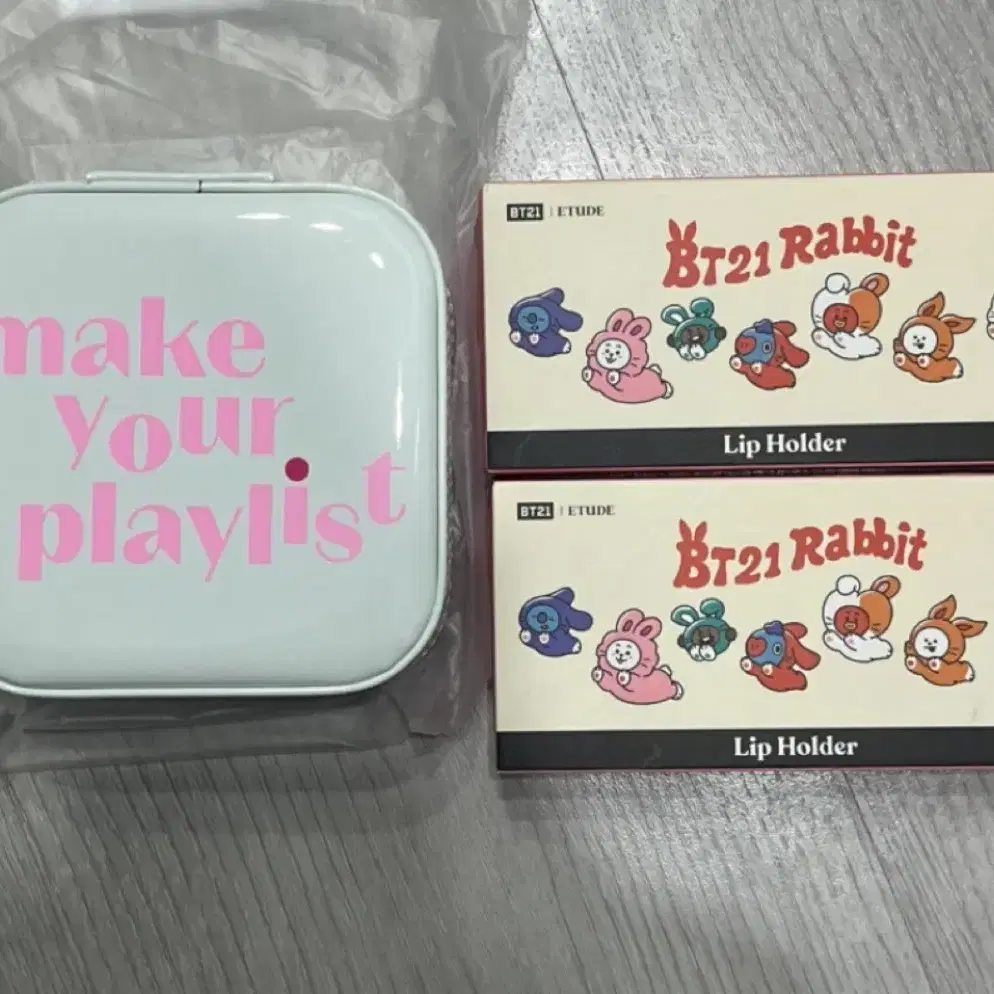 make
your
playlist
BT21 | ETUDE
BT21 Rabbit
Lip Holder
BT21 | ETUDE
BT21 Rabbit
Lip Holder